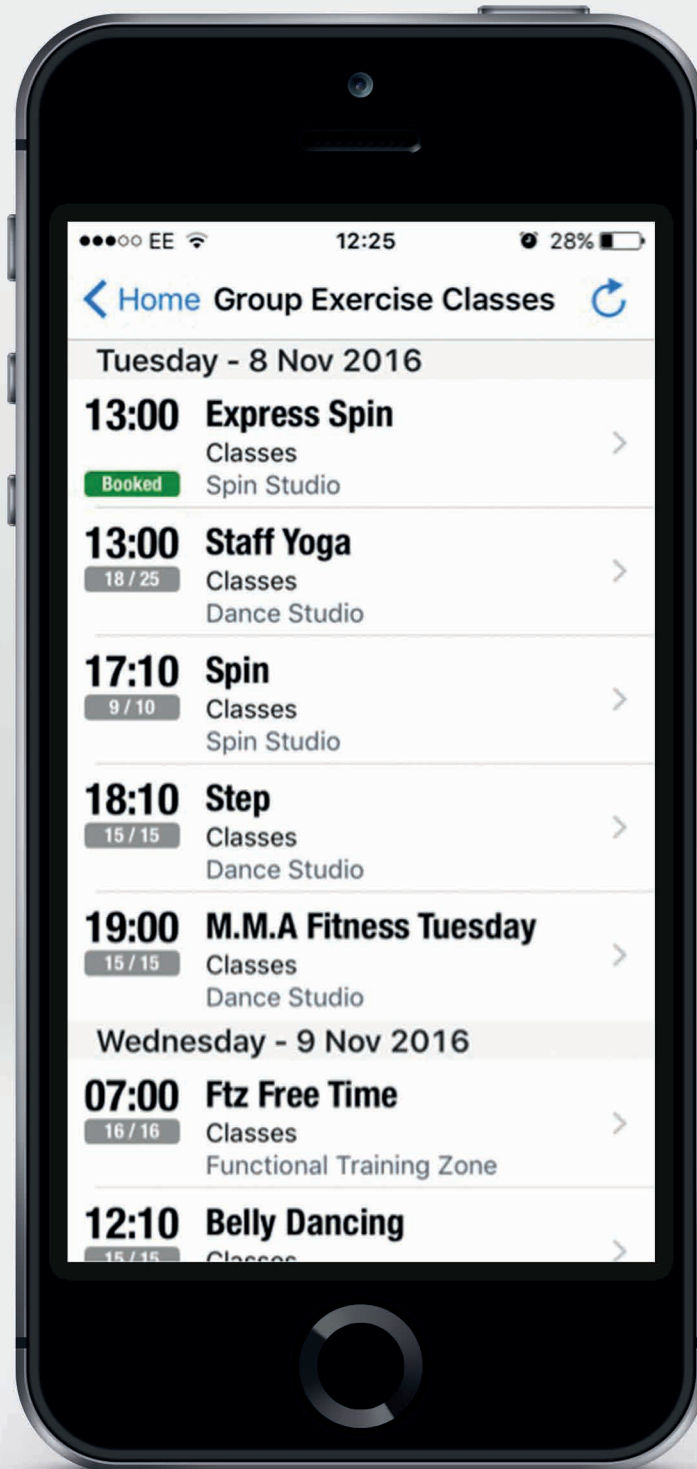 EE 12:25 28%
Home Group Exercise Classes
Tuesday - 8 Nov 2016
13:00 Express Spin
Classes
Booked Spin Studio
13:00 Staff Yoga
18 / 25 Classes
Dance Studio
17:10 Spin
9 / 10 Classes
Spin Studio
18:10 Step
15 / 15 Classes
Dance Studio
19:00 M.M.A Fitness Tuesday
15 / 15 Classes
Dance Studio
Wednesday - 9 Nov 2016
07:00 Ftz Free Time
16 / 16 Classes
Functional Training Zone
12:10 Belly Dancing
15 / 15 Classes